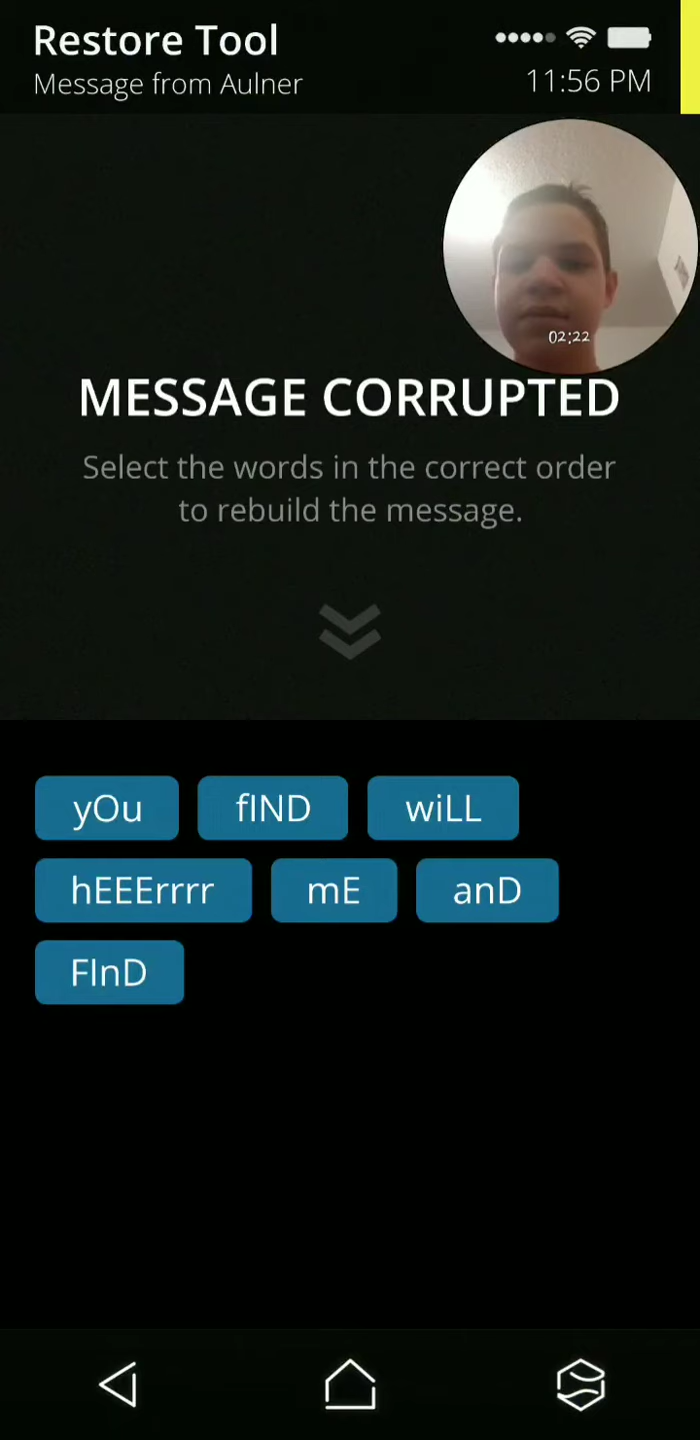 Restore Tool
Message from Aulner
11:56 PM
02:22
MESSAGE CORRUPTED
Select the words in the correct order
to rebuild the message.
yOu fIND wiLL
hEEErrrr mE anD
FInD